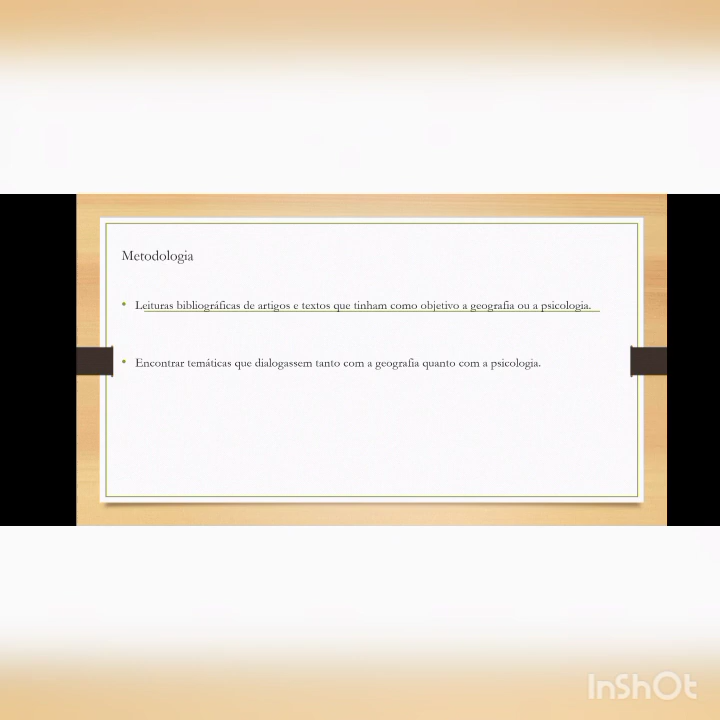 Metodologia
• Leituras bibliográficas de artigos e textos que tinham como objetivo a geografia ou a psicologia.
• Encontrar temáticas que dialogassem tanto com a geografia quanto com a psicologia.
InShOt